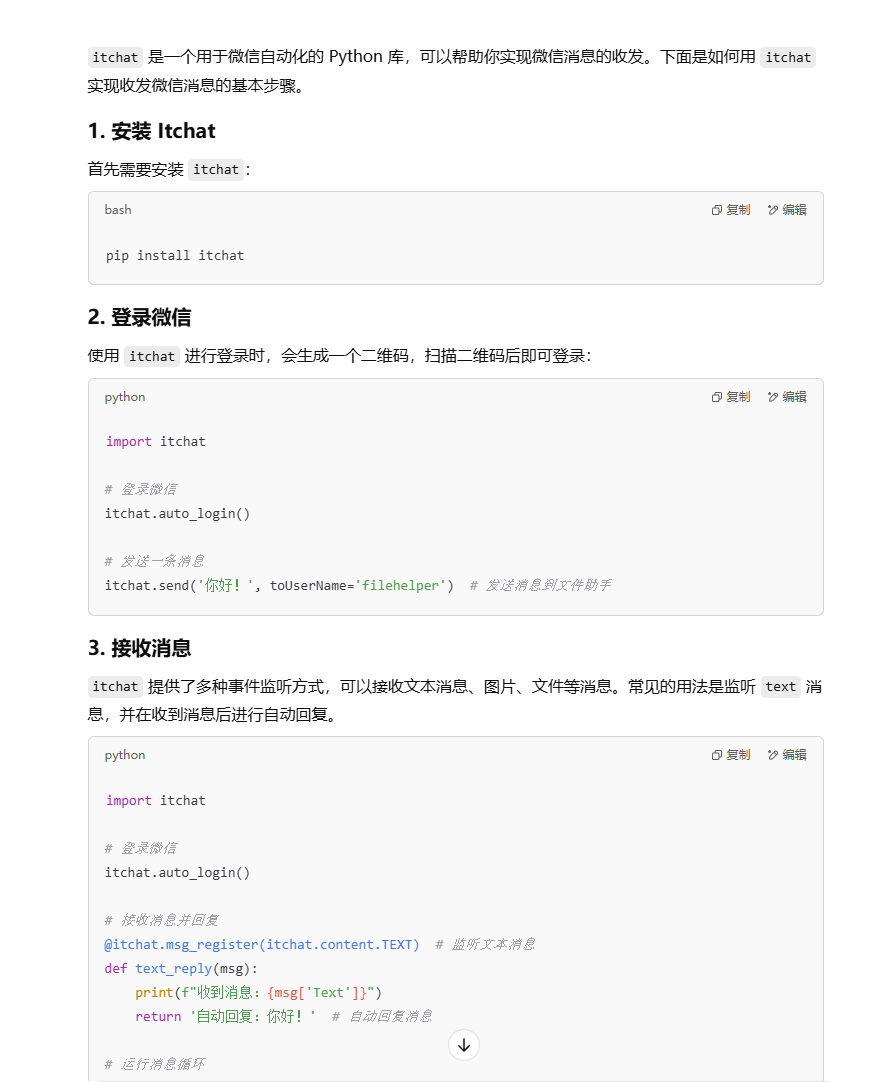 itchat 是一个用于微信自动化的 Python 库，可以帮助你实现微信消息的收发。下面是如何用 itchat
实现收发微信消息的基本步骤。
1. 安装 Itchat
首先需要安装 itchat：
bash 复制 编辑
pip install itchat
2. 登录微信
使用 itchat 进行登录时，会生成一个二维码，扫描二维码后即可登录：
python 复制 编辑
import itchat
# 登录微信
itchat.auto_login()
# 发送一条消息
itchat.send('你好！', toUserName='filehelper')  # 发送消息到文件助手
3. 接收消息
itchat 提供了多种事件监听方式，可以接收文本消息、图片、文件等消息。常见的用法是监听 text 消
息，并在收到消息后进行自动回复。
python 复制 编辑
import itchat
# 登录微信
itchat.auto_login()
# 接收消息并回复
@itchat.msg_register(itchat.content.TEXT)  # 监听文本消息
def text_reply(msg):
    print(f"收到消息：{msg['Text']}")
    return '自动回复：你好！'  # 自动回复消息
# 运行消息循环